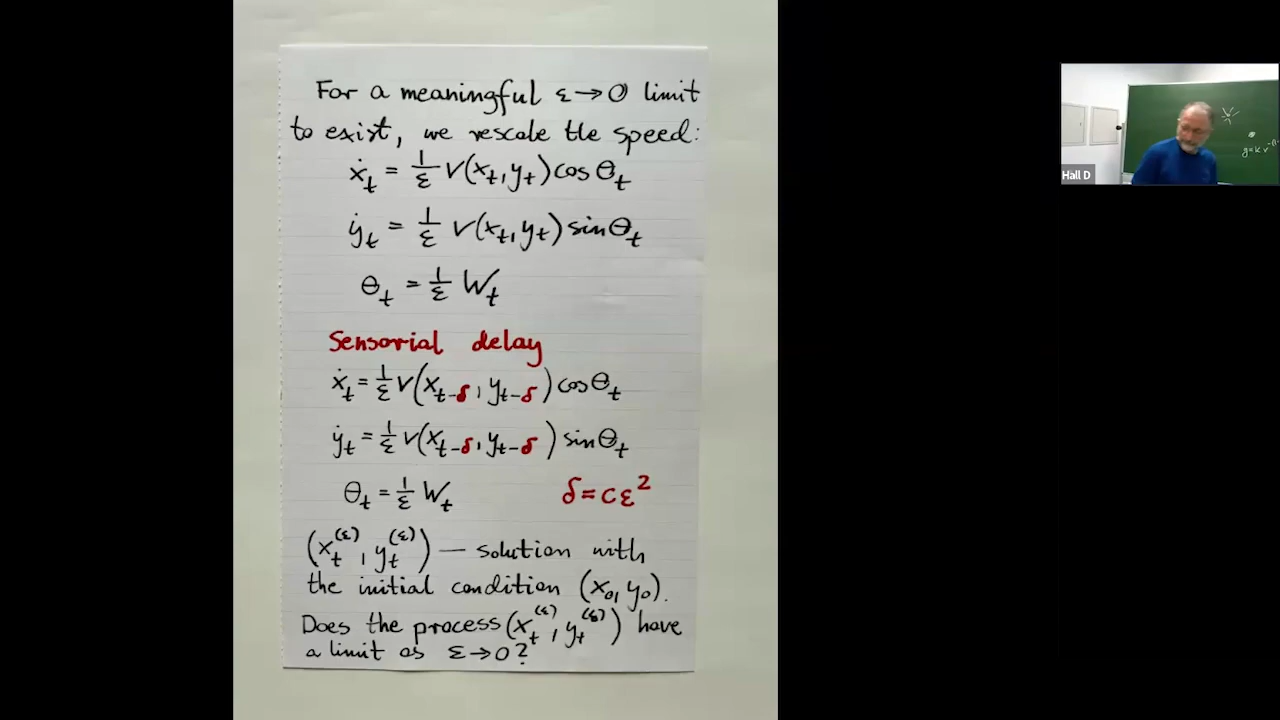 For a meaningful ε→0 limit
to exist, we rescale the speed:
ẋ_t = 1/ε v(x_t, y_t) cos θ_t
ẏ_t = 1/ε v(x_t, y_t) sin θ_t
θ_t = 1/ε W_t
Sensorial delay
ẋ_t = 1/ε v(x_{t-δ}, y_{t-δ}) cos θ_t
ẏ_t = 1/ε v(x_{t-δ}, y_{t-δ}) sin θ_t
θ_t = 1/ε W_t δ = cε²
(x_t^(ε), y_t^(ε)) — solution with
the initial condition (x_0, y_0).
Does the process (x_t^(ε), y_t^(ε)) have
a limit as ε→0?
Hall D